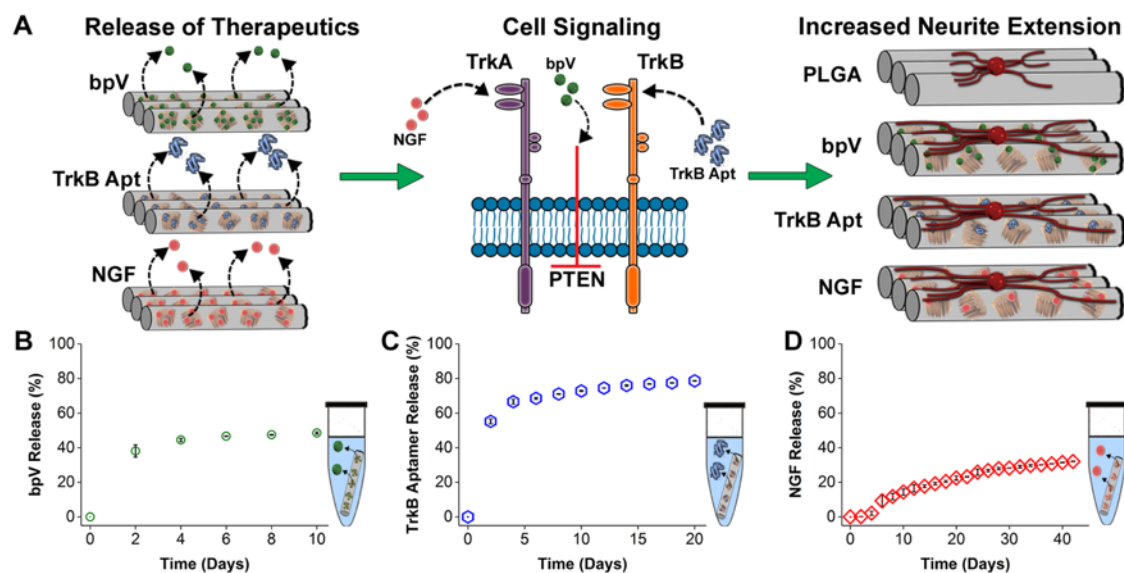 A
Release of Therapeutics
Cell Signaling
Increased Neurite Extension
bpV
TrkB Apt
NGF
TrkA
bpV
TrkB
NGF
TrkB Apt
PTEN
PLGA
bpV
TrkB Apt
NGF
B
bpV Release (%)
100
80
60
40
20
0
0 2 4 6 8 10
Time (Days)
C
TrkB Aptamer Release (%)
100
80
60
40
20
0
0 5 10 15 20
Time (Days)
D
NGF Release (%)
100
80
60
40
20
0
0 10 20 30 40
Time (Days)